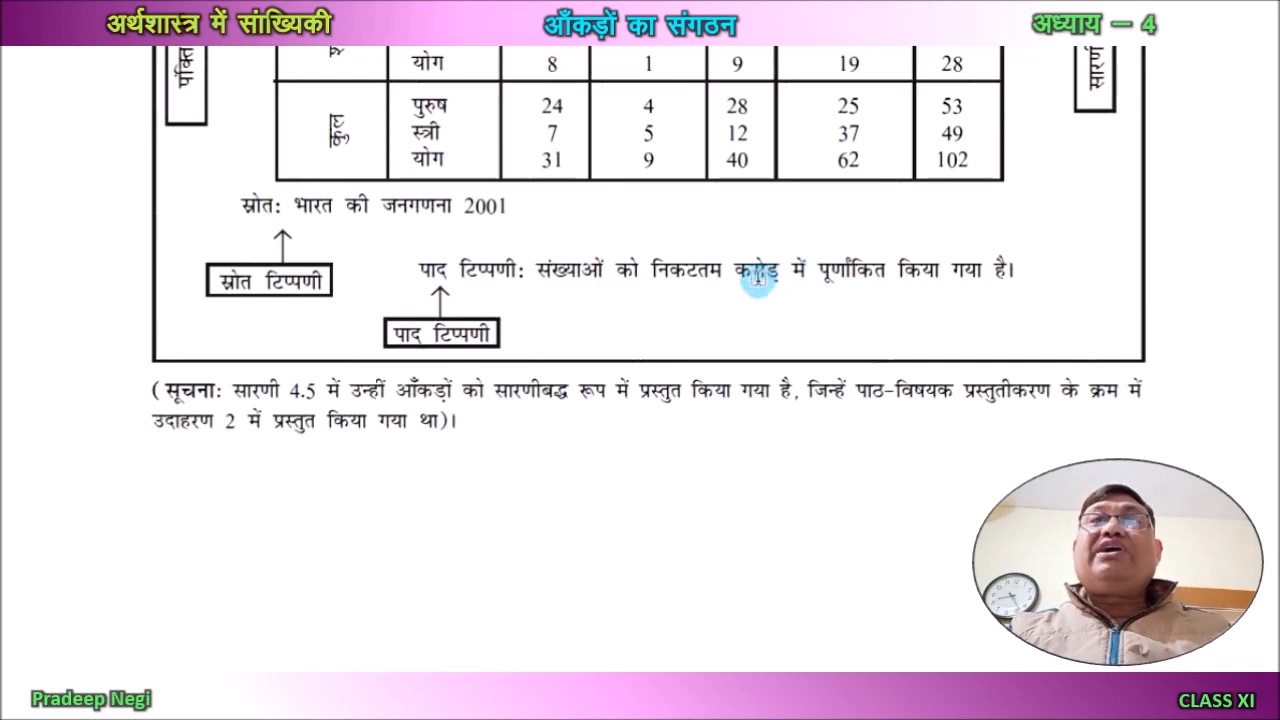 अर्थशास्त्र में सांख्यिकी
आँकड़ों का संगठन
अध्याय – 4
योग 8 1 9 19 28
कुल
पुरुष 24 4 28 25 53
स्त्री 7 5 12 37 49
योग 31 9 40 62 102
स्रोत: भारत की जनगणना 2001
स्रोत टिप्पणी
पाद टिप्पणी: संख्याओं को निकटतम करोड़ में पूर्णांकित किया गया है।
पाद टिप्पणी
(सूचना: सारणी 4.5 में उन्हीं आँकड़ों को सारणीबद्ध रूप में प्रस्तुत किया गया है, जिन्हें पाठ-विषयक प्रस्तुतीकरण के क्रम में
उदाहरण 2 में प्रस्तुत किया गया था)।
Pradeep Negi
CLASS XI